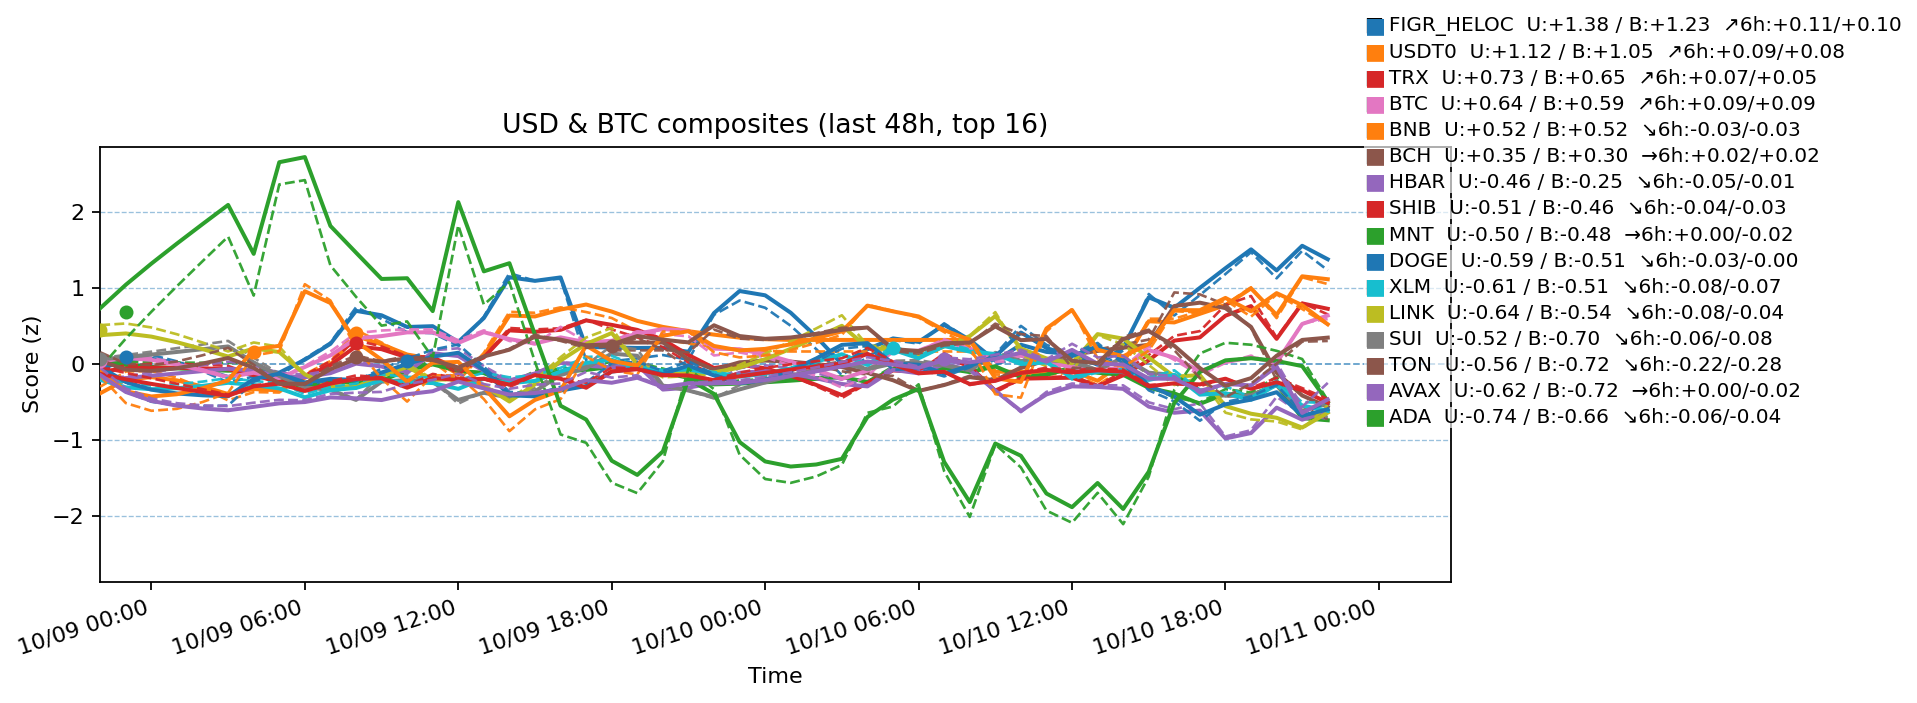 FIGR_HELOC  U:+1.38 / B:+1.23  ↗6h:+0.11/+0.10
USDT0  U:+1.12 / B:+1.05  ↗6h:+0.09/+0.08
TRX  U:+0.73 / B:+0.65  ↗6h:+0.07/+0.05
BTC  U:+0.64 / B:+0.59  ↗6h:+0.09/+0.09
BNB  U:+0.52 / B:+0.52  ↘6h:-0.03/-0.03
BCH  U:+0.35 / B:+0.30  →6h:+0.02/+0.02
HBAR  U:-0.46 / B:-0.25  ↘6h:-0.05/-0.01
SHIB  U:-0.51 / B:-0.46  ↘6h:-0.04/-0.03
MNT  U:-0.50 / B:-0.48  →6h:+0.00/-0.02
DOGE  U:-0.59 / B:-0.51  ↘6h:-0.03/-0.00
XLM  U:-0.61 / B:-0.51  ↘6h:-0.08/-0.07
LINK  U:-0.64 / B:-0.54  ↘6h:-0.08/-0.04
SUI  U:-0.52 / B:-0.70  ↘6h:-0.06/-0.08
TON  U:-0.56 / B:-0.72  ↘6h:-0.22/-0.28
AVAX  U:-0.62 / B:-0.72  →6h:+0.00/-0.02
ADA  U:-0.74 / B:-0.66  ↘6h:-0.06/-0.04
USD & BTC composites (last 48h, top 16)
Score (z)
2
1
0
−1
−2
10/09 00:00
10/09 06:00
10/09 12:00
10/09 18:00
10/10 00:00
10/10 06:00
10/10 12:00
10/10 18:00
10/11 00:00
Time